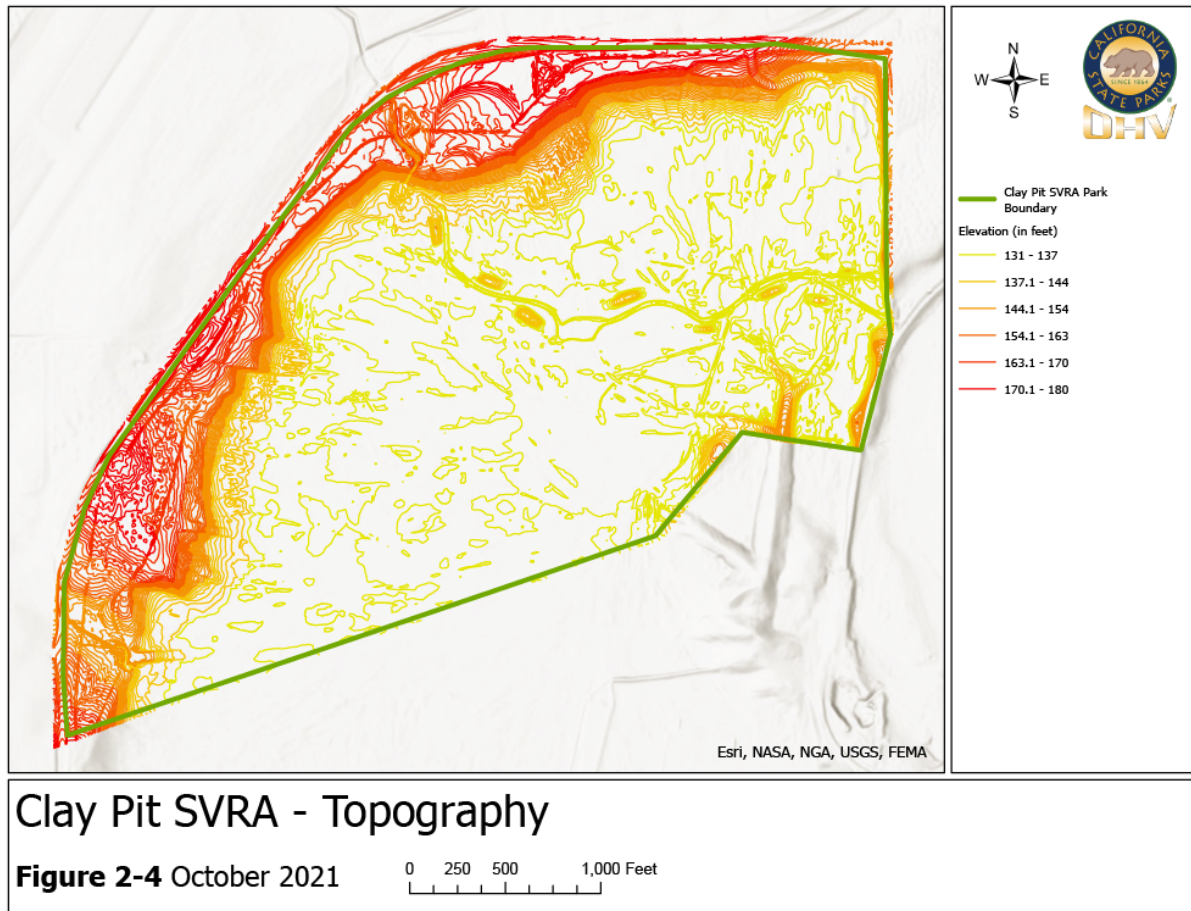 N
W E
S
CALIFORNIA
SINCE 1864
STATE PARKS
OHV
Clay Pit SVRA Park
Boundary
Elevation (in feet)
131 - 137
137.1 - 144
144.1 - 154
154.1 - 163
163.1 - 170
170.1 - 180
Esri, NASA, NGA, USGS, FEMA
Clay Pit SVRA - Topography
Figure 2-4 October 2021
0 250 500 1,000 Feet